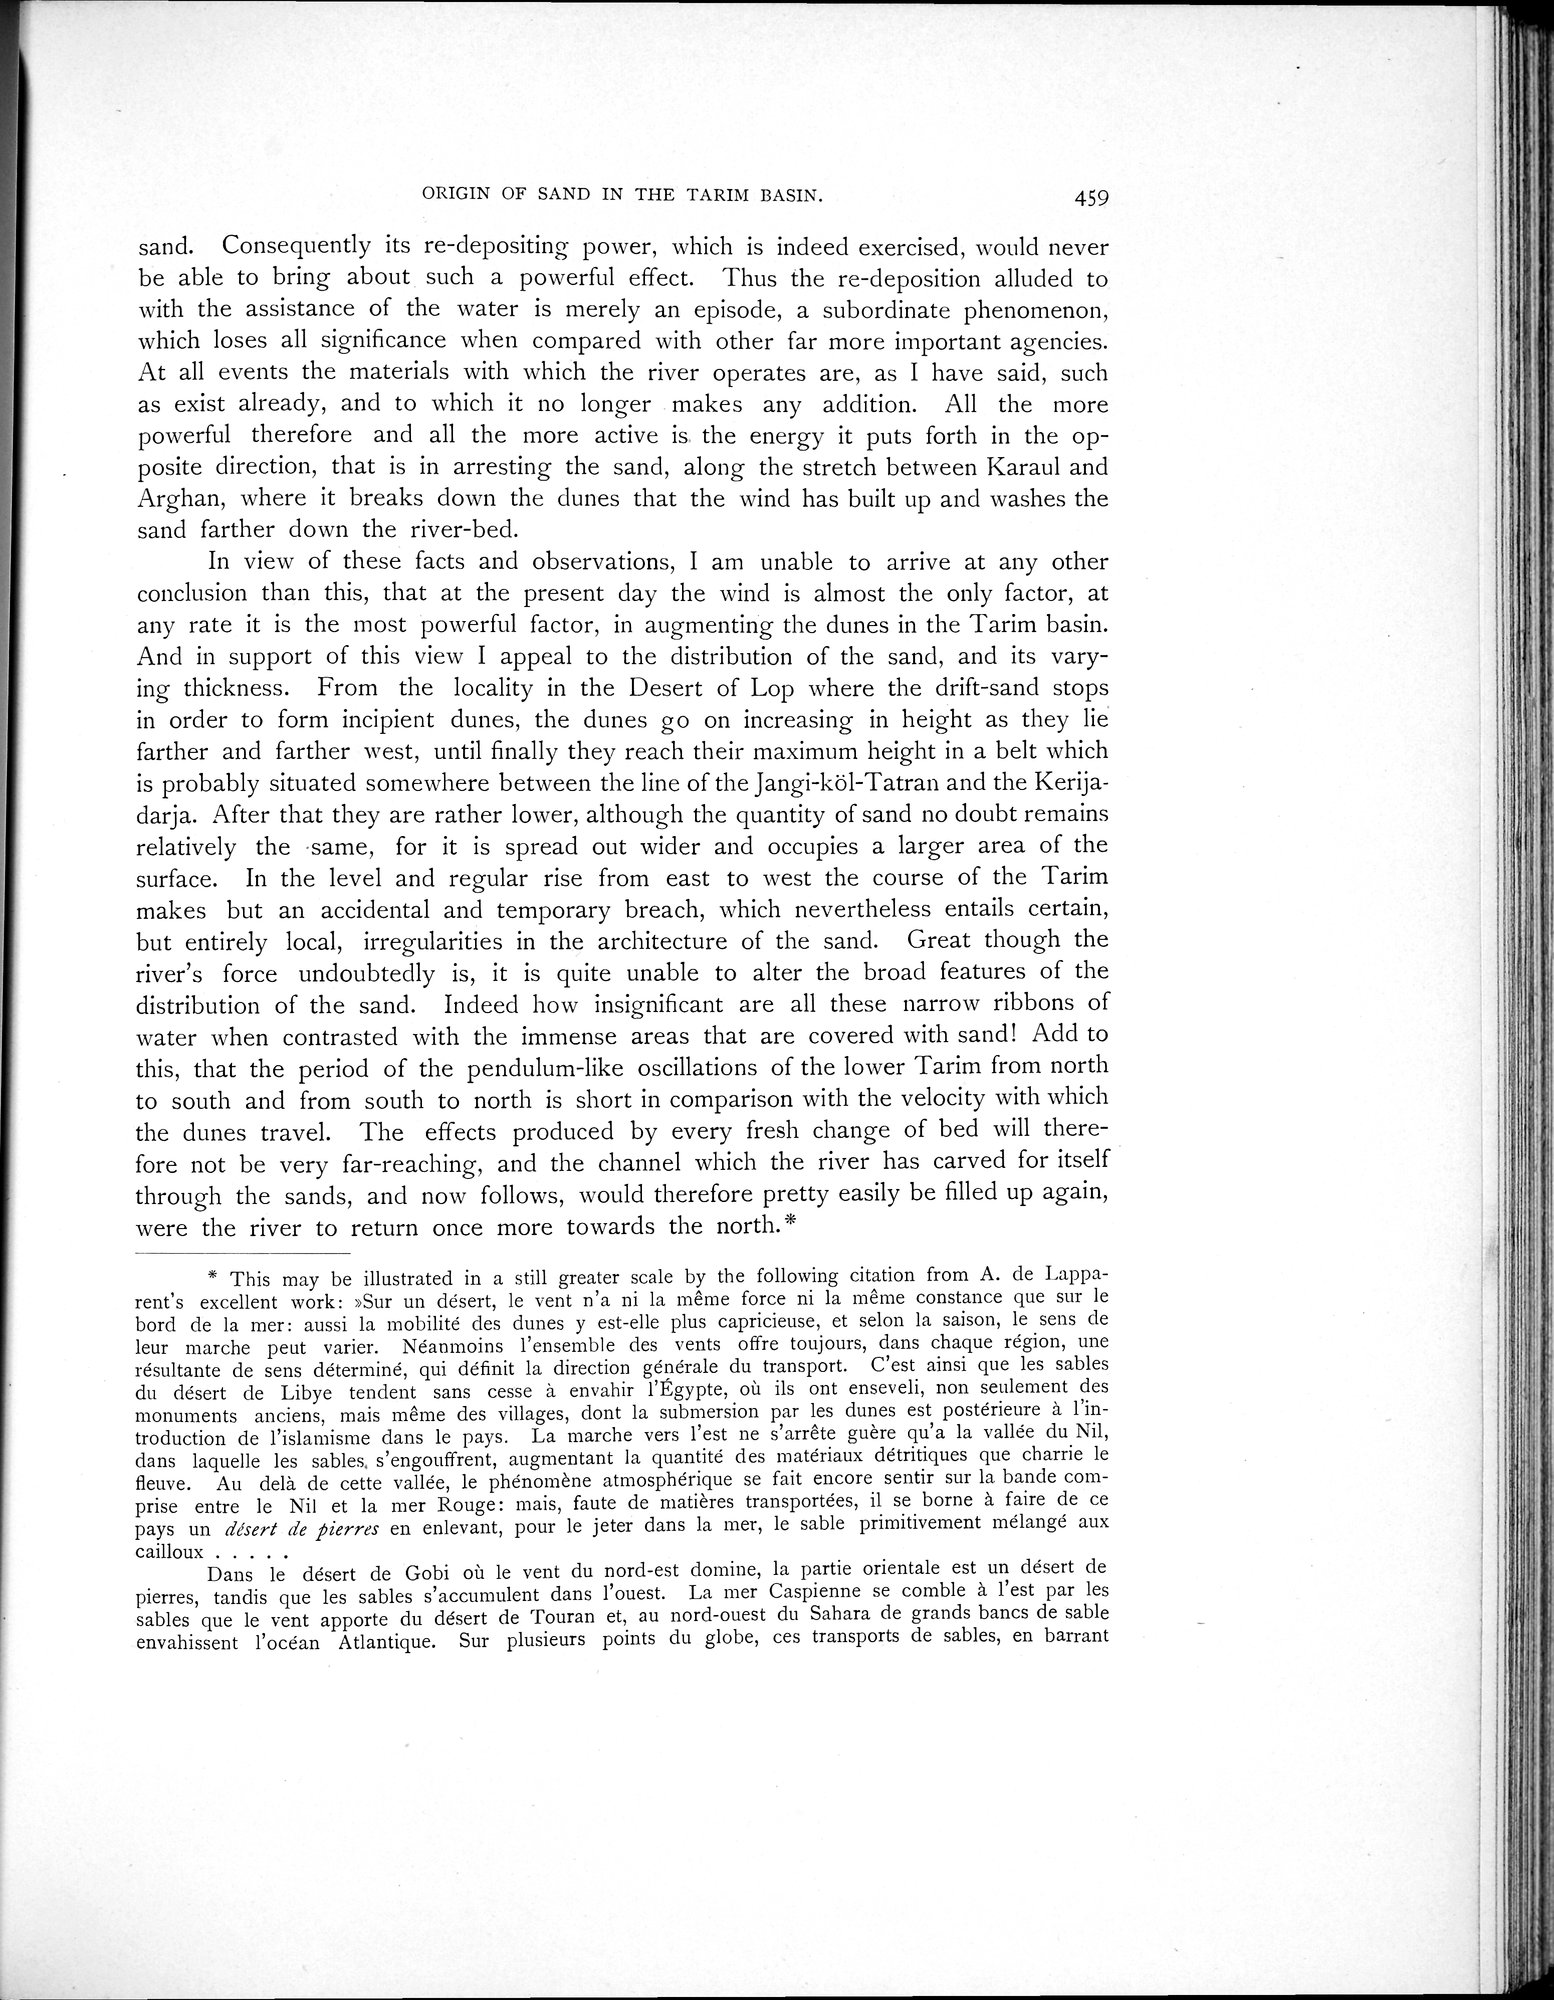 ORIGIN OF SAND IN THE TARIM BASIN. 459
sand. Consequently its re-depositing power, which is indeed exercised, would never
be able to bring about such a powerful effect. Thus the re-deposition alluded to
with the assistance of the water is merely an episode, a subordinate phenomenon,
which loses all significance when compared with other far more important agencies.
At all events the materials with which the river operates are, as I have said, such
as exist already, and to which it no longer makes any addition. All the more
powerful therefore and all the more active is the energy it puts forth in the op-
posite direction, that is in arresting the sand, along the stretch between Karaul and
Arghan, where it breaks down the dunes that the wind has built up and washes the
sand farther down the river-bed.
In view of these facts and observations, I am unable to arrive at any other
conclusion than this, that at the present day the wind is almost the only factor, at
any rate it is the most powerful factor, in augmenting the dunes in the Tarim basin.
And in support of this view I appeal to the distribution of the sand, and its vary-
ing thickness. From the locality in the Desert of Lop where the drift-sand stops
in order to form incipient dunes, the dunes go on increasing in height as they lie
farther and farther west, until finally they reach their maximum height in a belt which
is probably situated somewhere between the line of the Jangi-köl-Tatran and the Kerija-
darja. After that they are rather lower, although the quantity of sand no doubt remains
relatively the same, for it is spread out wider and occupies a larger area of the
surface. In the level and regular rise from east to west the course of the Tarim
makes but an accidental and temporary breach, which nevertheless entails certain,
but entirely local, irregularities in the architecture of the sand. Great though the
river's force undoubtedly is, it is quite unable to alter the broad features of the
distribution of the sand. Indeed how insignificant are all these narrow ribbons of
water when contrasted with the immense areas that are covered with sand! Add to
this, that the period of the pendulum-like oscillations of the lower Tarim from north
to south and from south to north is short in comparison with the velocity with which
the dunes travel. The effects produced by every fresh change of bed will there-
fore not be very far-reaching, and the channel which the river has carved for itself
through the sands, and now follows, would therefore pretty easily be filled up again,
were the river to return once more towards the north.*
* This may be illustrated in a still greater scale by the following citation from A. de Lappa-
rent's excellent work: »Sur un désert, le vent n'a ni la même force ni la même constance que sur le
bord de la mer: aussi la mobilité des dunes y est-elle plus capricieuse, et selon la saison, le sens de
leur marche peut varier. Néanmoins l'ensemble des vents offre toujours, dans chaque région, une
résultante de sens déterminé, qui définit la direction générale du transport. C'est ainsi que les sables
du désert de Libye tendent sans cesse à envahir l'Égypte, où ils ont enseveli, non seulement des
monuments anciens, mais même des villages, dont la submersion par les dunes est postérieure à l'in-
troduction de l'islamisme dans le pays. La marche vers l'est ne s'arrête guère qu'a la vallée du Nil,
dans laquelle les sables s'engouffrent, augmentant la quantité des matériaux détritiques que charrie le
fleuve. Au delà de cette vallée, le phénomène atmosphérique se fait encore sentir sur la bande com-
prise entre le Nil et la mer Rouge: mais, faute de matières transportées, il se borne à faire de ce
pays un désert de pierres en enlevant, pour le jeter dans la mer, le sable primitivement mélangé aux
cailloux . . . . .
Dans le désert de Gobi où le vent du nord-est domine, la partie orientale est un désert de
pierres, tandis que les sables s'accumulent dans l'ouest. La mer Caspienne se comble à l'est par les
sables que le vent apporte du désert de Touran et, au nord-ouest du Sahara de grands bancs de sable
envahissent l'océan Atlantique. Sur plusieurs points du globe, ces transports de sables, en barrant